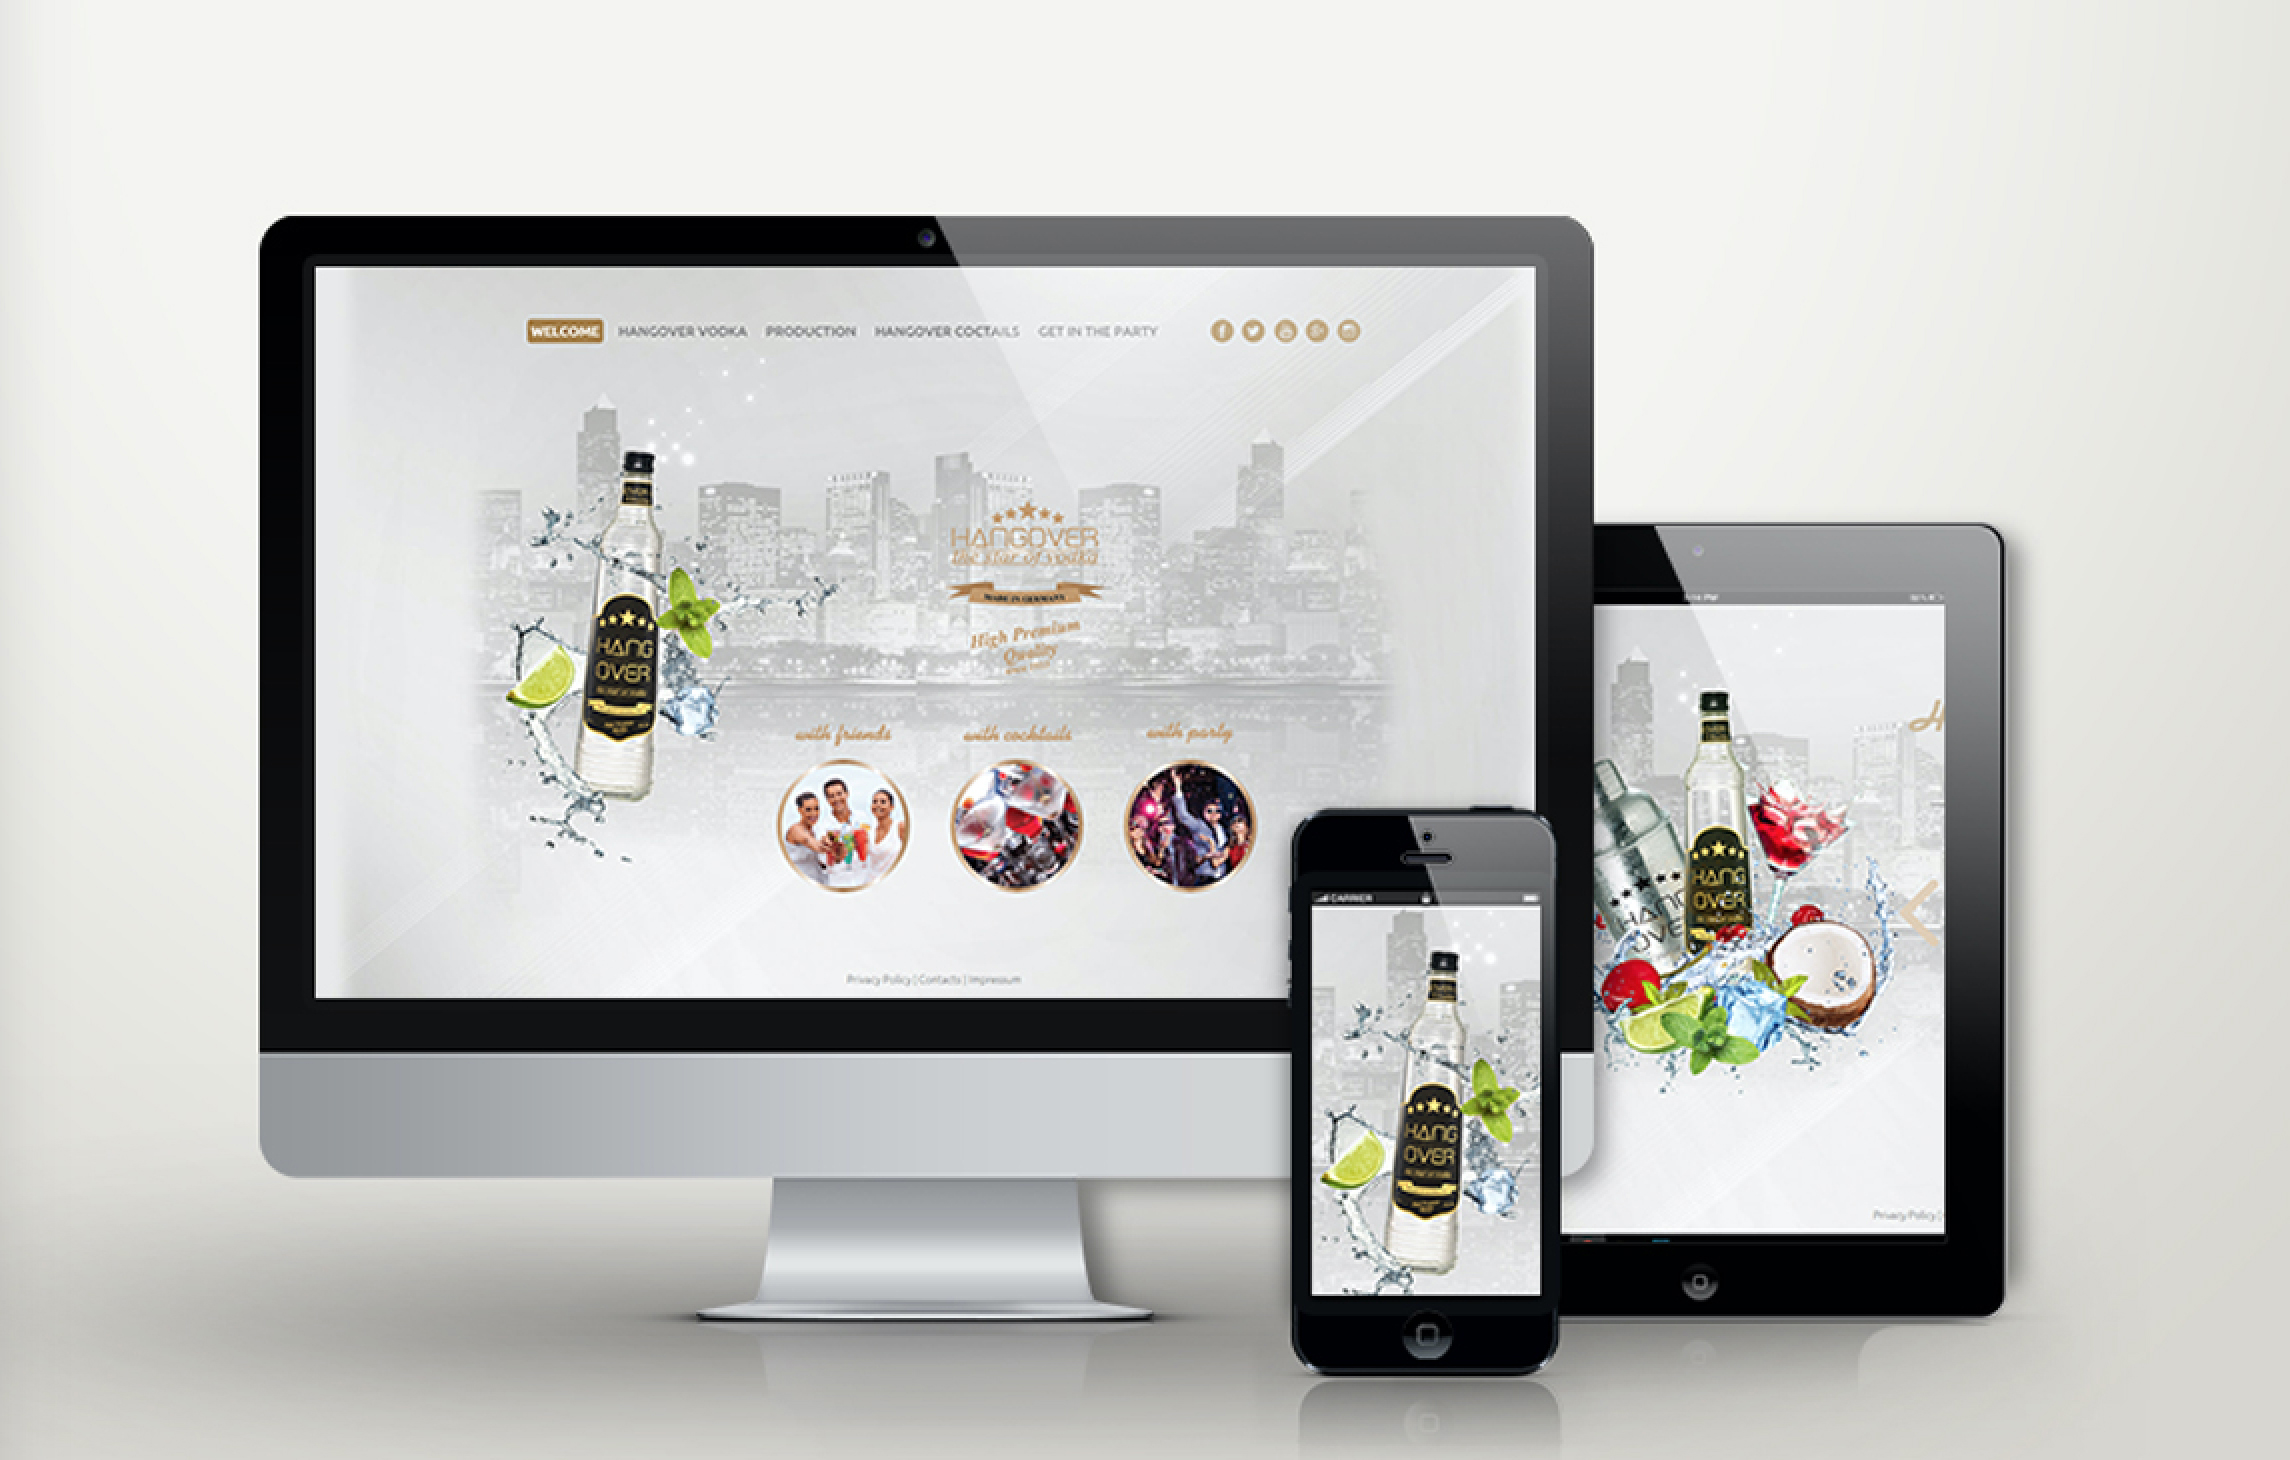 WELCOME HANGOVER VODKA PRODUCTION HANGOVER COCTAILS GET IN THE PARTY
HANGOVER
the star of vodka
MADE IN GERMANY
High Premium
Quality
HANG
OVER
with friends with cocktails with party
Privacy Policy | Contacts | Impressum
CARRIER
HANG
OVER
HANG
OVER
HANG
OVER
Privacy Policy |